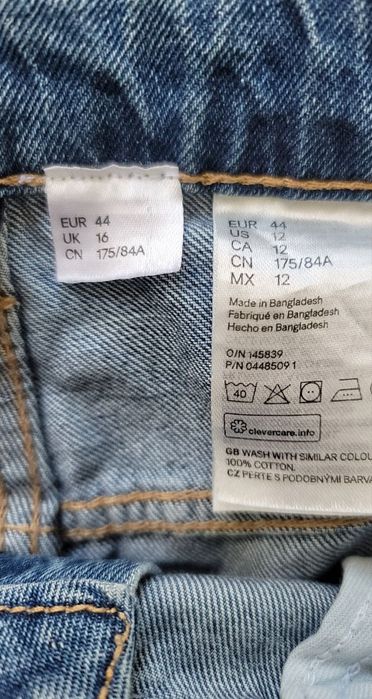 EUR 44
UK 16
CN 175/84A
EUR 44
US 12
CA 12
CN 175/84A
MX 12
Made in Bangladesh
Fabriqué en Bangladesh
Hecho en Bangladesh
O/N 145839
P/N 04485091
40
clevercare.info
GB WASH WITH SIMILAR COLOU
100% COTTON.
CZ PERTE S PODOBNÝMI BARVA